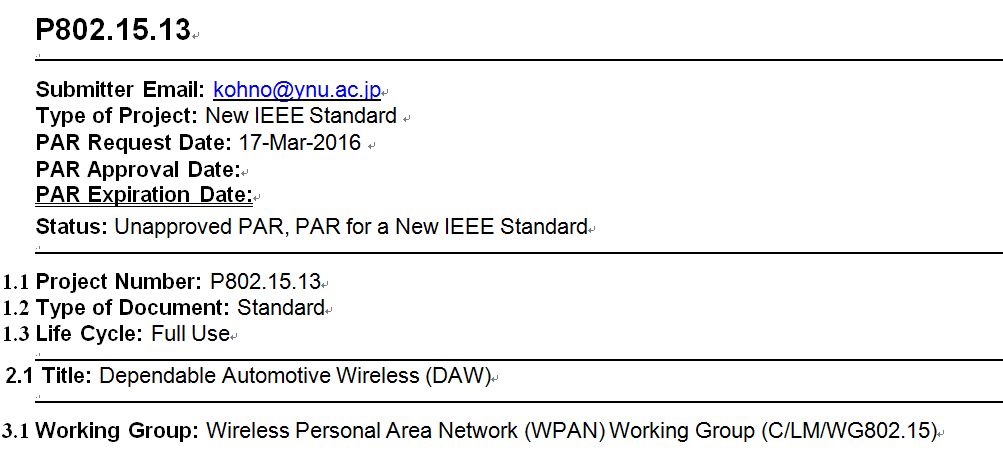 P802.15.13
Submitter Email: kohno@ynu.ac.jp
Type of Project: New IEEE Standard
PAR Request Date: 17-Mar-2016
PAR Approval Date:
PAR Expiration Date:
Status: Unapproved PAR, PAR for a New IEEE Standard
1.1 Project Number: P802.15.13
1.2 Type of Document: Standard
1.3 Life Cycle: Full Use
2.1 Title: Dependable Automotive Wireless (DAW)
3.1 Working Group: Wireless Personal Area Network (WPAN) Working Group (C/LM/WG802.15)